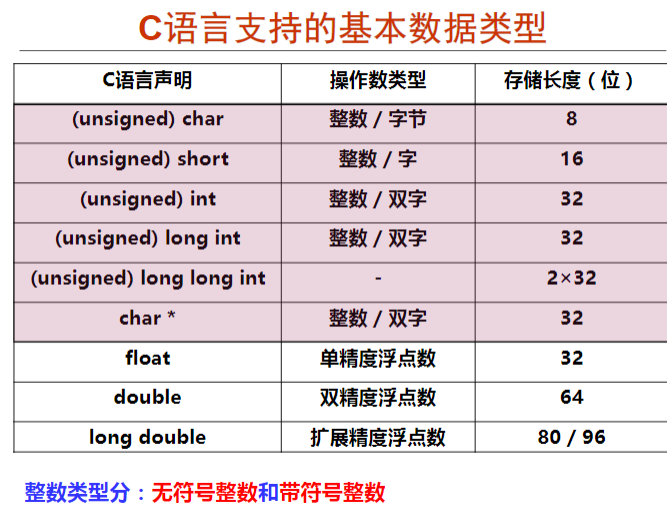 C语言支持的基本数据类型
C语言声明 操作数类型 存储长度（位）
(unsigned) char 整数 / 字节 8
(unsigned) short 整数 / 字 16
(unsigned) int 整数 / 双字 32
(unsigned) long int 整数 / 双字 32
(unsigned) long long int - 2×32
char * 整数 / 双字 32
float 单精度浮点数 32
double 双精度浮点数 64
long double 扩展精度浮点数 80 / 96
整数类型分：无符号整数和带符号整数